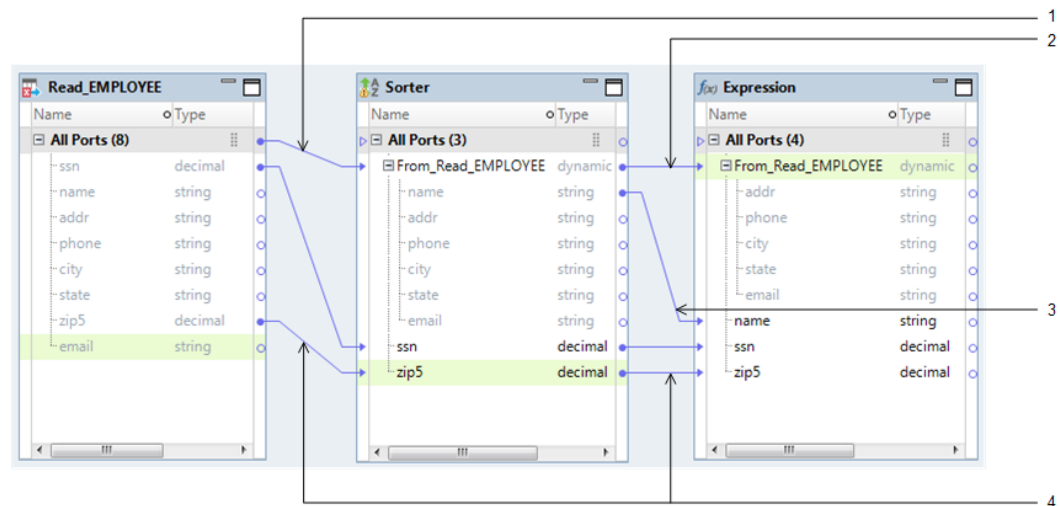 1
2
Read_EMPLOYEE Sorter f(x) Expression
Name Type Name Type Name Type
All Ports (8) All Ports (3) All Ports (4)
ssn decimal From_Read_EMPLOYEE dynamic From_Read_EMPLOYEE dynamic
name string name string addr string
addr string addr string phone string
phone string phone string city string
city string city string state string
state string state string email string
3
zip5 decimal email string name string
email string ssn decimal ssn decimal
zip5 decimal zip5 decimal
4